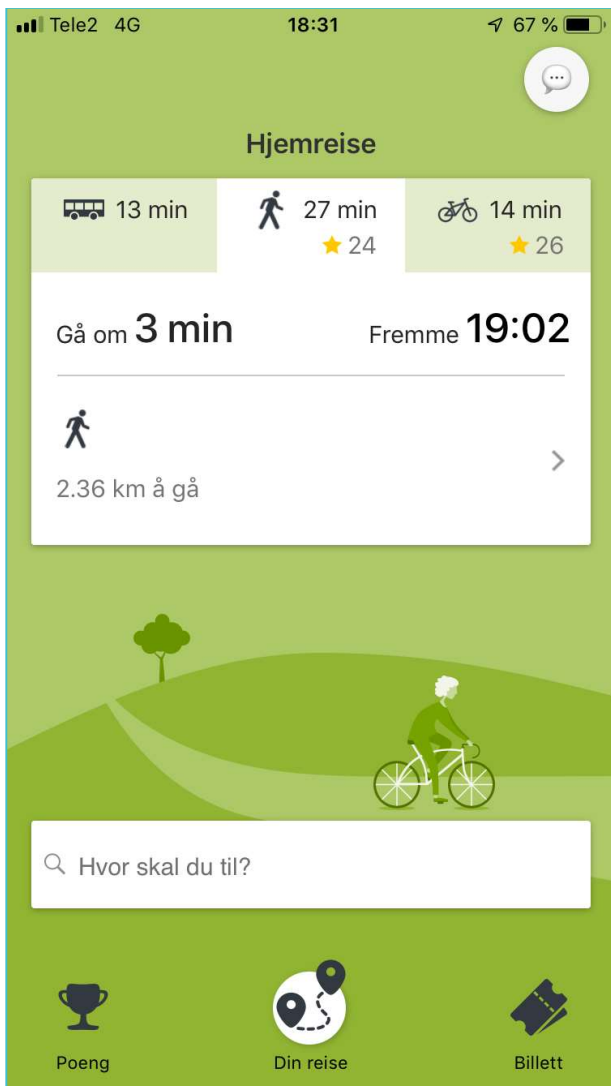 Tele2 4G 18:31 67 %
Hjemreise
13 min 27 min 14 min
24 26
Gå om 3 min Fremme 19:02
2.36 km å gå
Hvor skal du til?
Poeng Din reise Billett